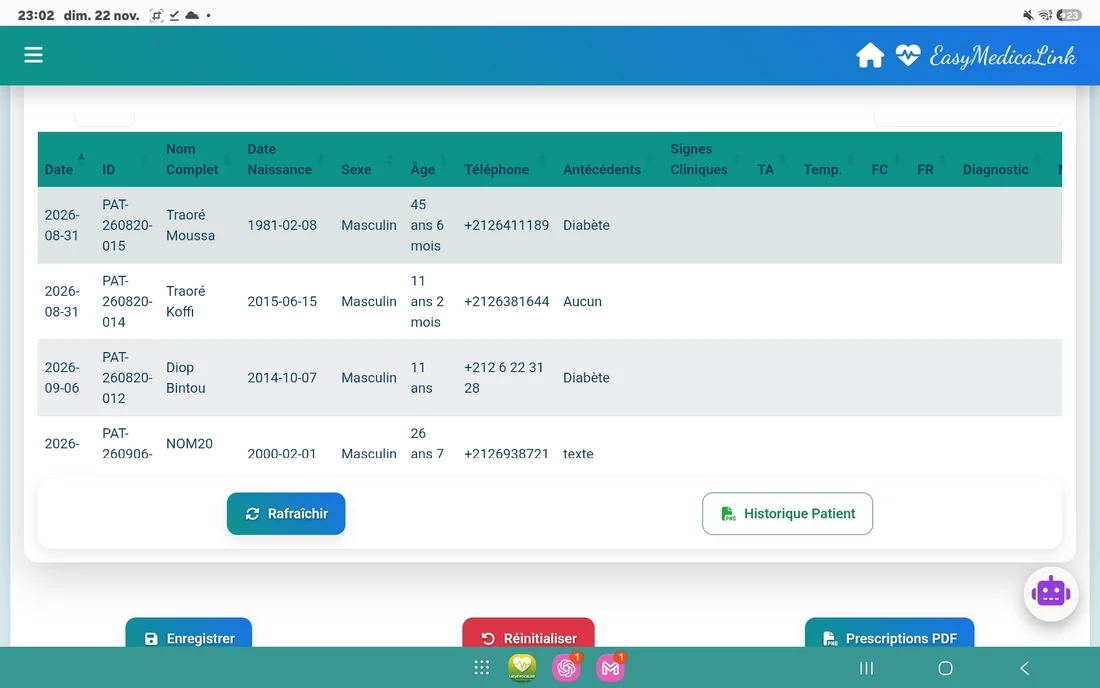 23:02 dim. 22 nov.
23
EasyMedicaLink
Date ID Nom Complet Date Naissance Sexe Âge Téléphone Antécédents Signes Cliniques TA Temp. FC FR Diagnostic
2026-08-31 PAT-260820-015 Traoré Moussa 1981-02-08 Masculin 45 ans 6 mois +2126411189 Diabète
2026-08-31 PAT-260820-014 Traoré Koffi 2015-06-15 Masculin 11 ans 2 mois +2126381644 Aucun
2026-09-06 PAT-260820-012 Diop Bintou 2014-10-07 Masculin 11 ans +212 6 22 31 28 Diabète
2026- PAT-260906- NOM20 2000-02-01 Masculin 26 ans 7 +2126938721 texte
Rafraîchir
PNG Historique Patient
Enregistrer
Réinitialiser
PNG Prescriptions PDF
1
1